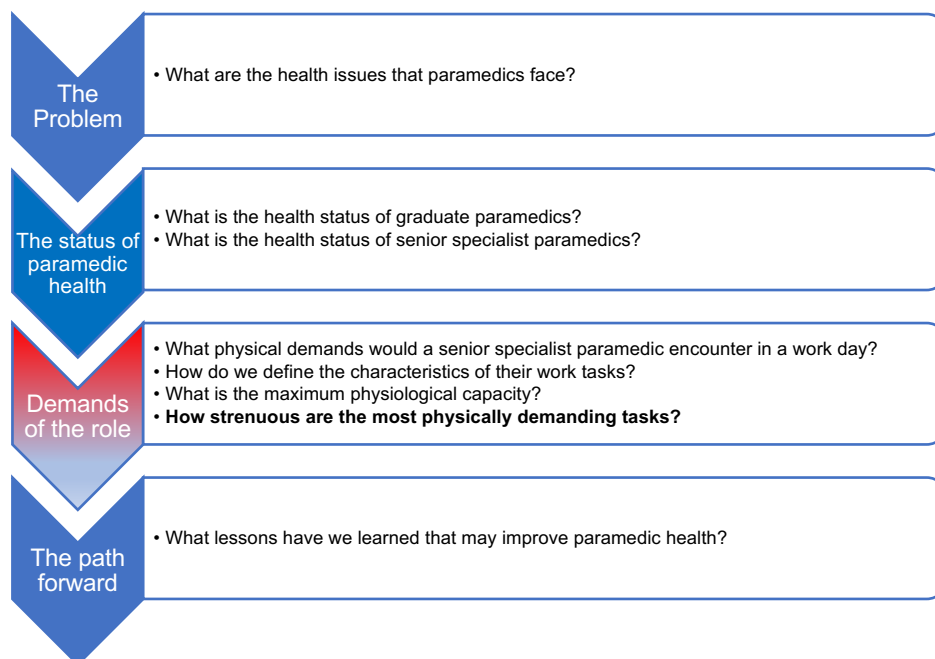 The
Problem
• What are the health issues that paramedics face?
The status of
paramedic
health
• What is the health status of graduate paramedics?
• What is the health status of senior specialist paramedics?
Demands
of the role
• What physical demands would a senior specialist paramedic encounter in a work day?
• How do we define the characteristics of their work tasks?
• What is the maximum physiological capacity?
• How strenuous are the most physically demanding tasks?
The path
forward
• What lessons have we learned that may improve paramedic health?